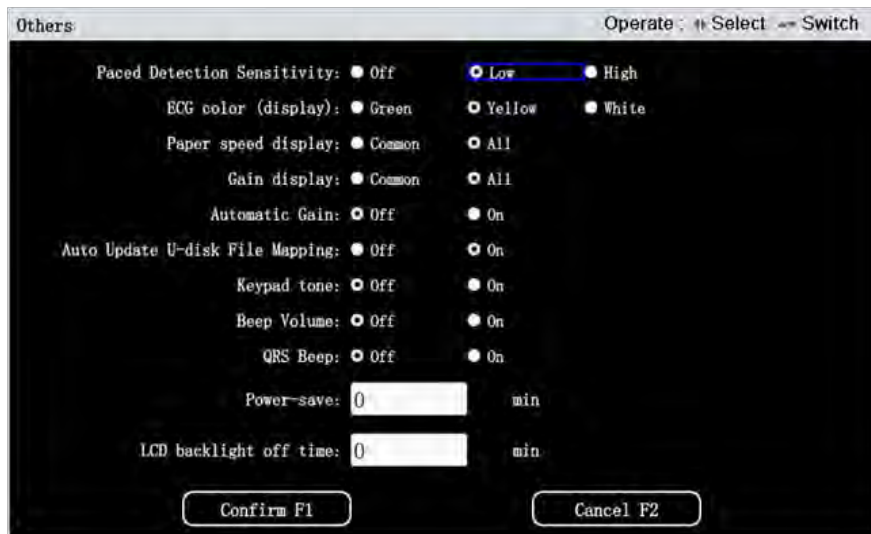 Others Operate : Select Switch
Paced Detection Sensitivity: Off Low High
ECG color (display): Green Yellow White
Paper speed display: Common All
Gain display: Common All
Automatic Gain: Off On
Auto Update U-disk File Mapping: Off On
Keypad tone: Off On
Beep Volume: Off On
QRS Beep: Off On
Power-save: 0 min
LCD backlight off time: 0 min
Confirm F1 Cancel F2